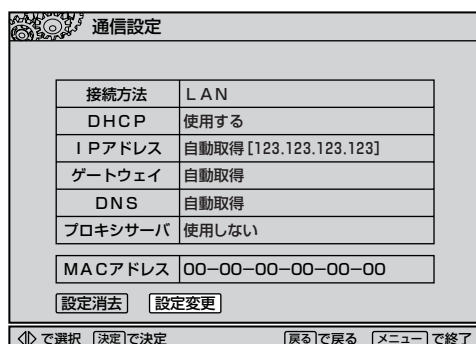 通信設定
接続方法 LAN
DHCP 使用する
IPアドレス 自動取得[123.123.123.123]
ゲートウェイ 自動取得
DNS 自動取得
プロキシサーバ 使用しない
MACアドレス 00-00-00-00-00-00
設定消去 設定変更
で選択 決定で決定 戻るで戻る メニューで終了